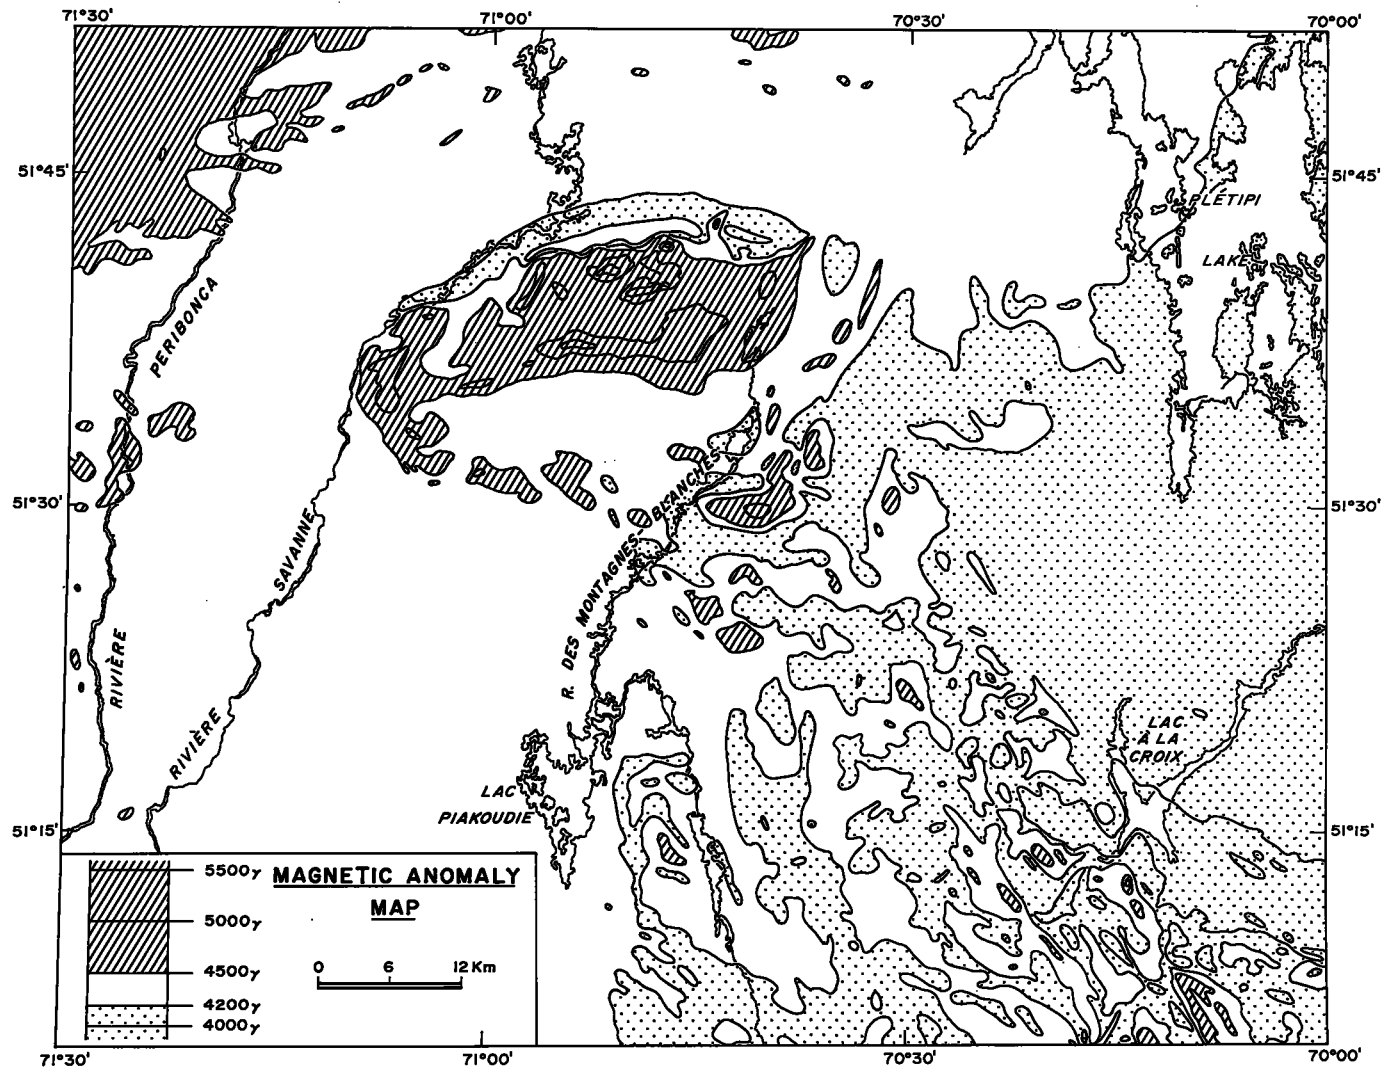 71°30' 71°00' 70°30' 70°00'
51°45' 51°45'
PLÉTIPI
LAKE
PERIBONCA
BLANCHES
51°30' 51°30'
SAVANNE
R. DES MONTAGNES-
RIVIÈRE
RIVIÈRE
LAC
À LA
CROIX
LAC
PIAKOUDIE
51°15' 51°15'
MAGNETIC ANOMALY
MAP
5500γ
5000γ
4500γ
4200γ
4000γ
0 6 12 Km
71°30' 71°00' 70°30' 70°00'